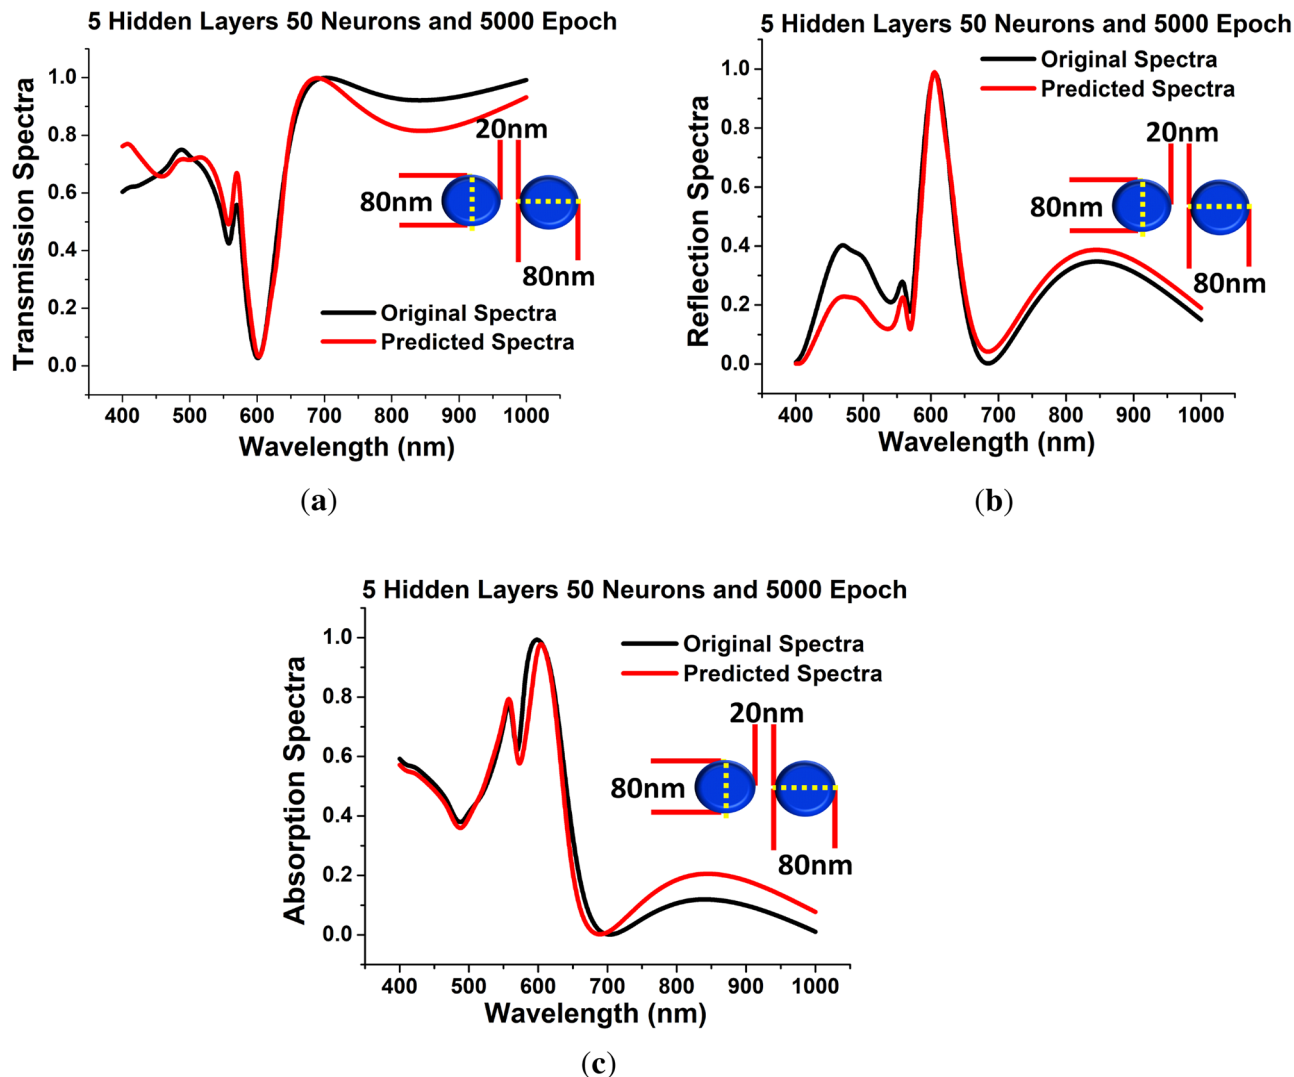 5 Hidden Layers 50 Neurons and 5000 Epoch
Transmission Spectra
1.0
0.8
0.6
0.4
0.2
0.0
20nm
80nm
80nm
Original Spectra
Predicted Spectra
400 500 600 700 800 900 1000
Wavelength (nm)
(a)
5 Hidden Layers 50 Neurons and 5000 Epoch
Original Spectra
Predicted Spectra
Reflection Spectra
1.0
0.8
0.6
0.4
0.2
0.0
20nm
80nm
80nm
400 500 600 700 800 900 1000
Wavelength (nm)
(b)
5 Hidden Layers 50 Neurons and 5000 Epoch
Original Spectra
Predicted Spectra
Absorption Spectra
1.0
0.8
0.6
0.4
0.2
0.0
20nm
80nm
80nm
400 500 600 700 800 900 1000
Wavelength (nm)
(c)